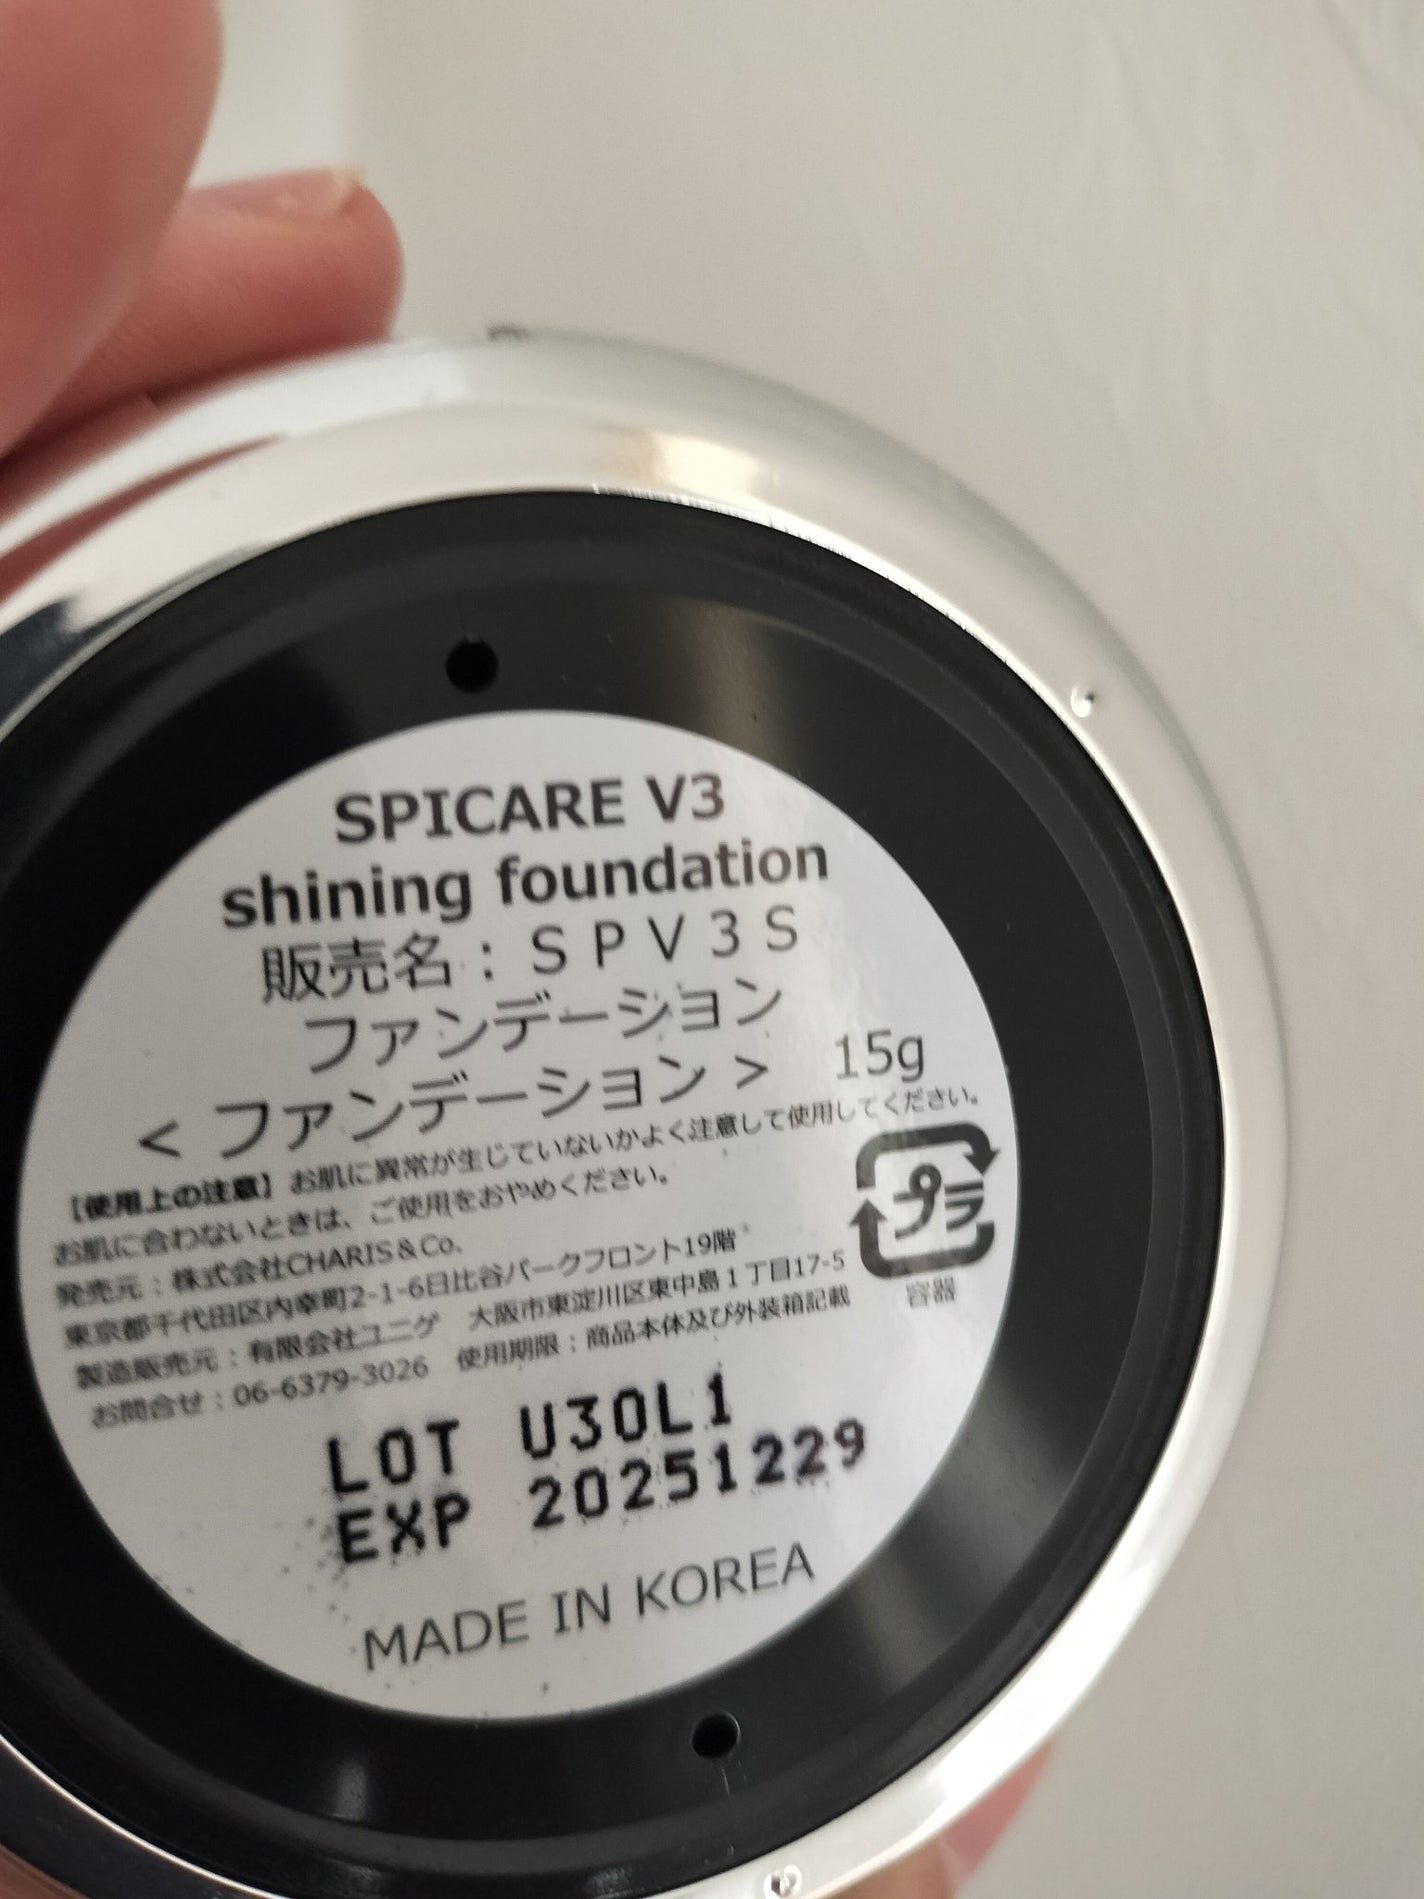 SPICARE V3
shining foundation
販売名：ＳＰＶ３Ｓ
ファンデーション
＜ファンデーション＞　15g
【使用上の注意】お肌に異常が生じていないかよく注意して使用してください。
お肌に合わないときは、ご使用をおやめください。
発売元：株式会社CHARIS＆Co.
東京都千代田区内幸町2-1-6日比谷パークフロント19階
製造販売元：有限会社ユニゲ　大阪市東淀川区東中島１丁目17-5
お問合せ：06-6379-3026　使用期限：商品本体及び外装箱記載
プラ
容器
LOT U30L1
EXP 20251229
MADE IN KOREA